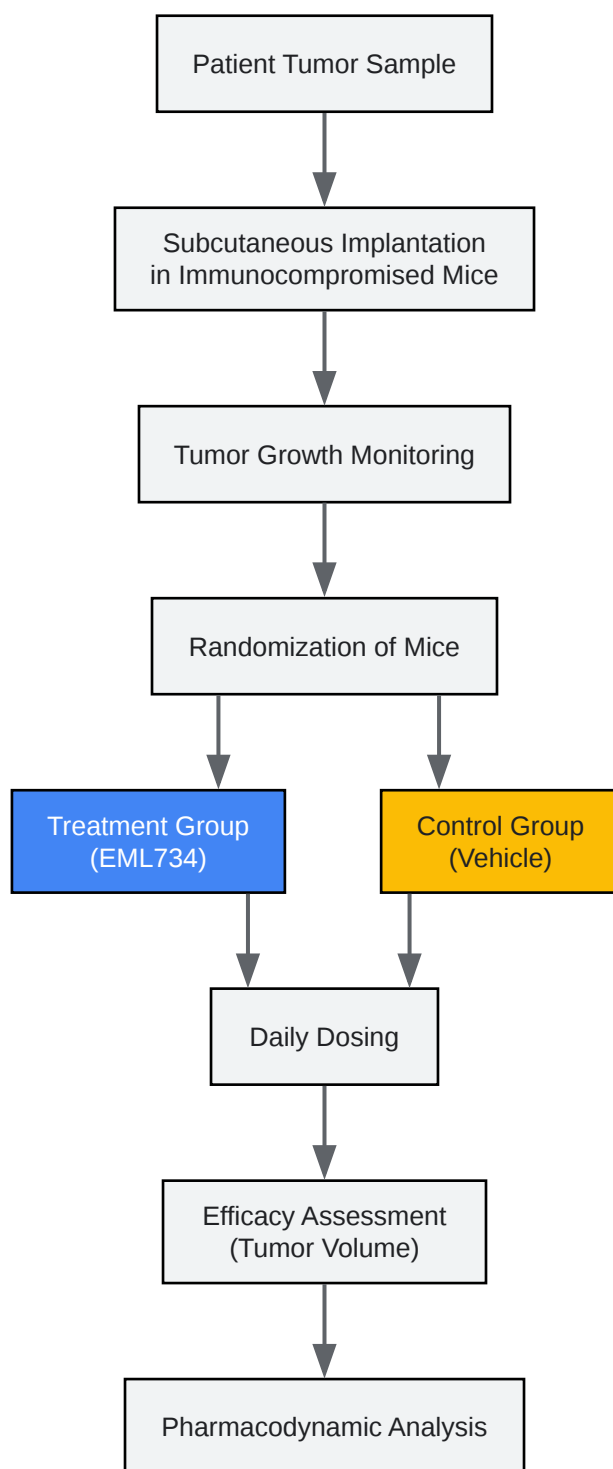 Patient Tumor Sample
Subcutaneous Implantation
in Immunocompromised Mice
Tumor Growth Monitoring
Randomization of Mice
Treatment Group
(EML734)
Control Group
(Vehicle)
Daily Dosing
Efficacy Assessment
(Tumor Volume)
Pharmacodynamic Analysis